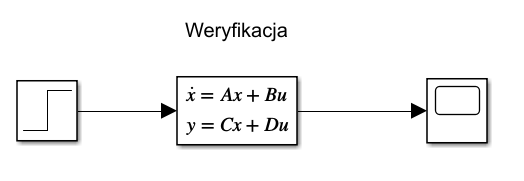 Weryfikacja
ẋ = Ax + Bu
y = Cx + Du